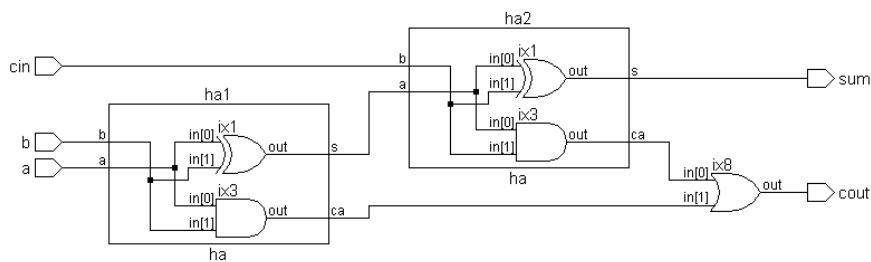 ha2
cin
b
a
in[0]
ix1
in[1]
out
s
sum
ix3
in[0]
in[1]
out
ca
ha
ha1
b
a
b
a
in[0]
ix1
in[1]
out
s
ix3
in[0]
in[1]
out
ca
ha
ix8
in[0]
in[1]
out
cout